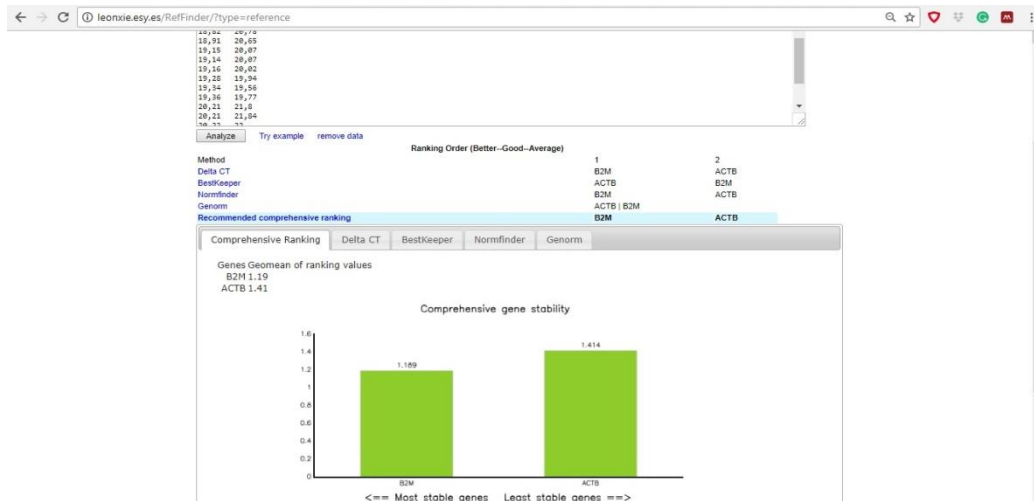 leonxie.esy.es/RefFinder/?type=reference
18,82 20,78
18,91 20,65
19,15 20,07
19,14 20,07
19,16 20,02
19,28 19,94
19,34 19,56
19,36 19,77
20,21 21,8
20,21 21,84
Analyze Try example remove data
Ranking Order (Better--Good--Average)
Method 1 2
Delta CT B2M ACTB
BestKeeper ACTB B2M
Normfinder B2M ACTB
Genorm ACTB | B2M
Recommended comprehensive ranking B2M ACTB
Comprehensive Ranking Delta CT BestKeeper Normfinder Genorm
Genes Geomean of ranking values
B2M 1.19
ACTB 1.41
Comprehensive gene stability
1.6
1.4
1.2
1
0.8
0.6
0.4
0.2
0
1.189
1.414
B2M ACTB
<== Most stable genes Least stable genes ==>